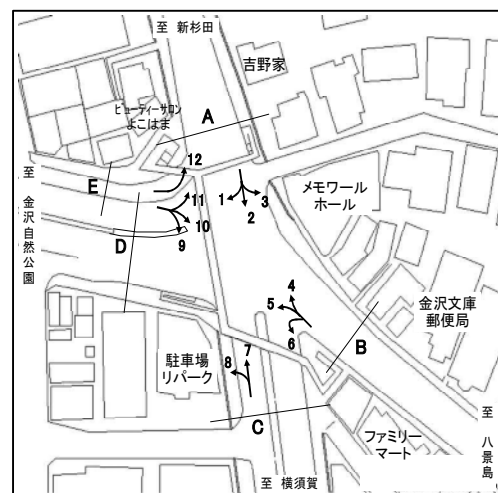 至 新杉田
吉野家
ビューティーサロン
よこはま
A
12
至 金沢自然公園
E
11
1
3
2
メモワール
ホール
10
9
D
4
5
金沢文庫
郵便局
6
B
駐車場
リパーク
7
8
C
ファミリー
マート
至 八景島
至 横須賀